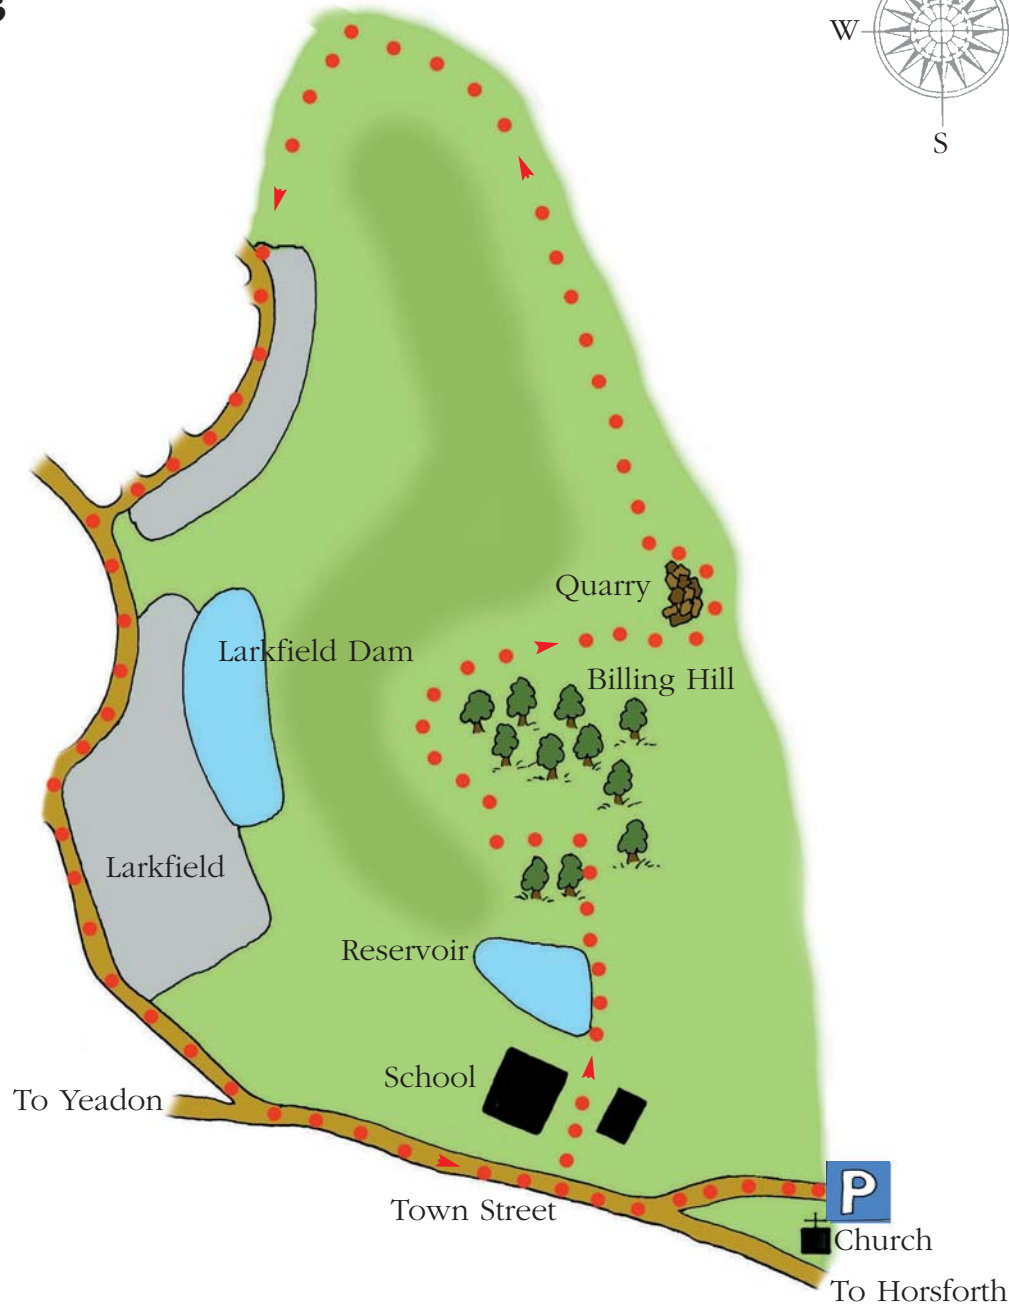 W
S
Quarry
Larkfield Dam
Billing Hill
Larkfield
Reservoir
School
To Yeadon
P
Town Street
Church
To Horsforth